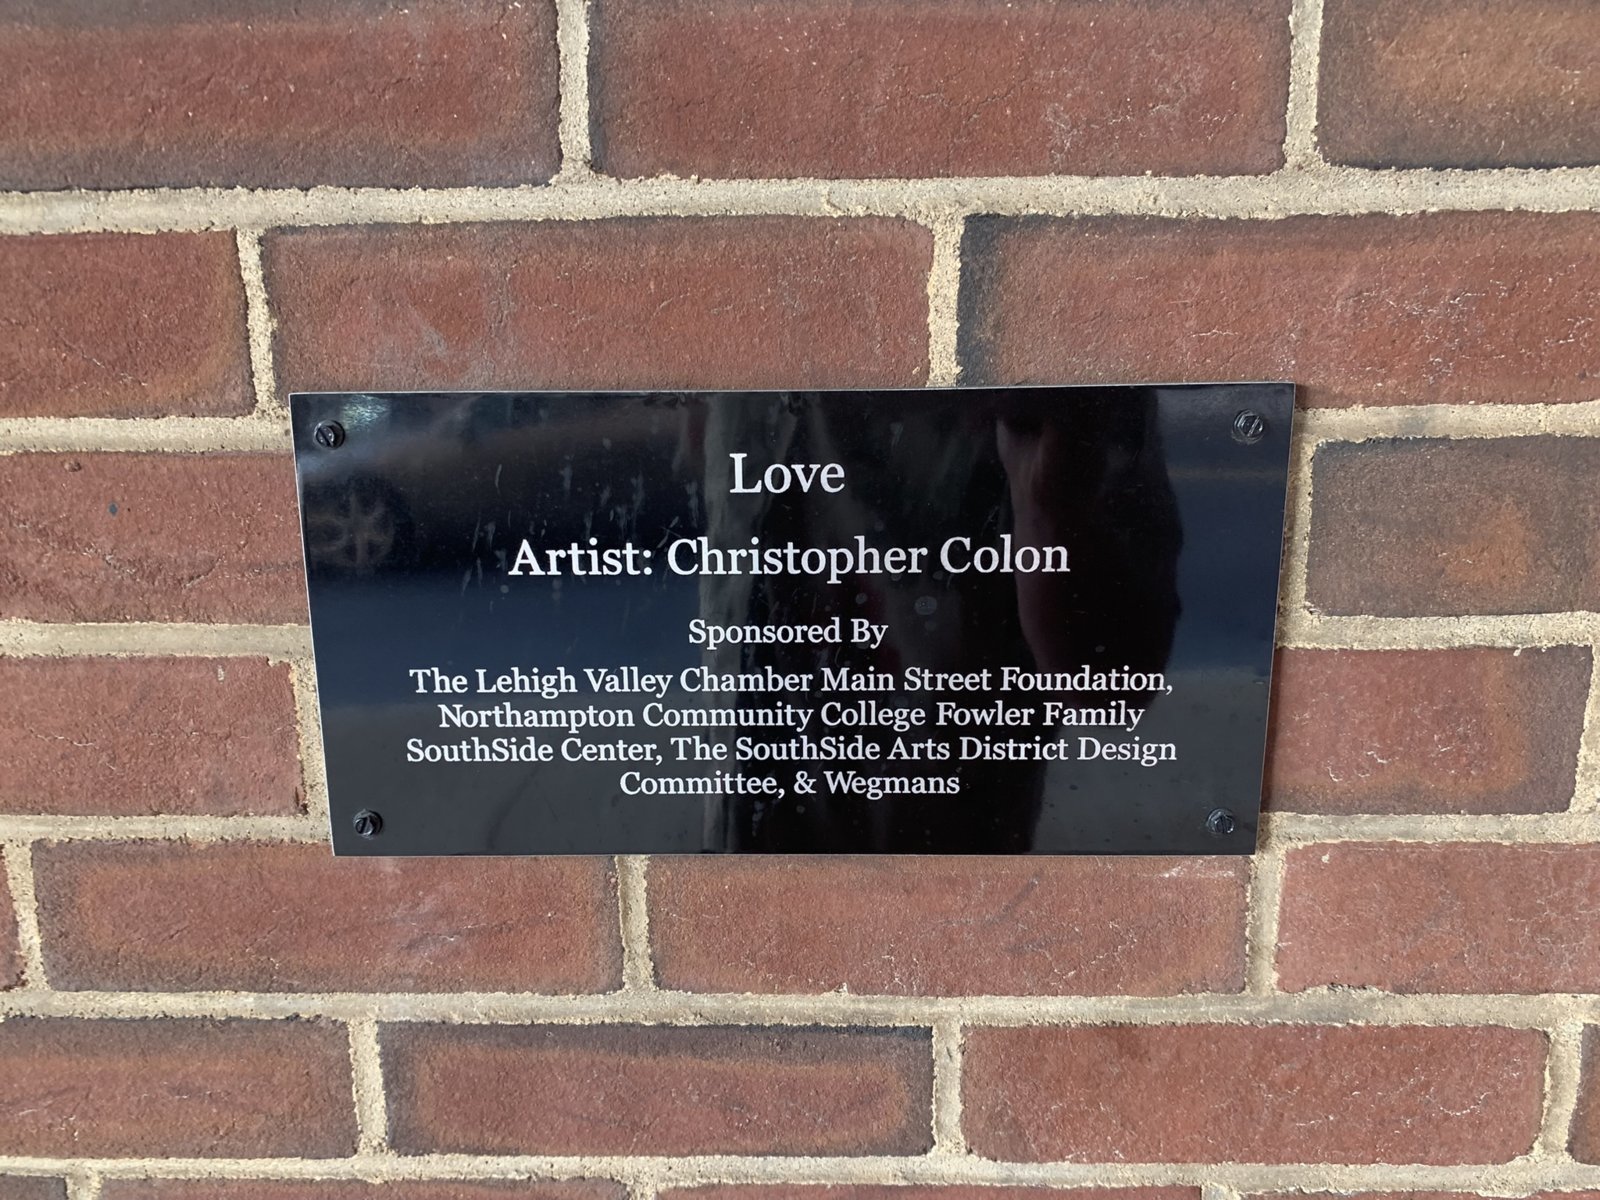 Love
Artist: Christopher Colon
Sponsored By
The Lehigh Valley Chamber Main Street Foundation,
Northampton Community College Fowler Family
SouthSide Center, The SouthSide Arts District Design
Committee, & Wegmans